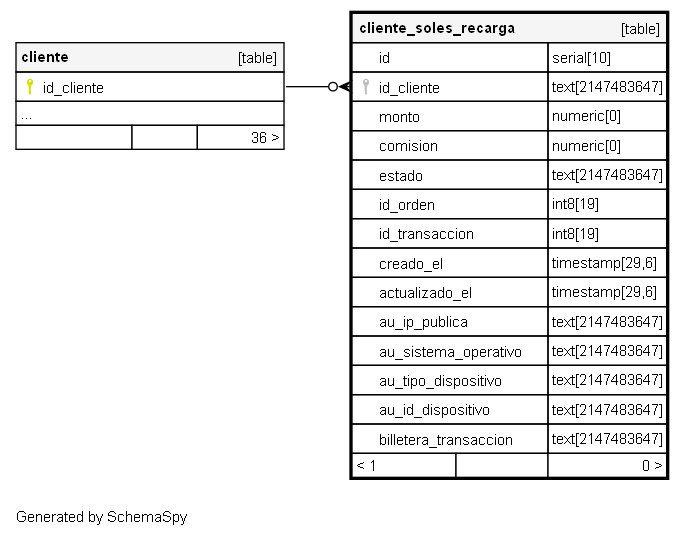 cliente [table]
id_cliente
...
36 >
cliente_soles_recarga [table]
id serial[10]
id_cliente text[2147483647]
monto numeric[0]
comision numeric[0]
estado text[2147483647]
id_orden int8[19]
id_transaccion int8[19]
creado_el timestamp[29,6]
actualizado_el timestamp[29,6]
au_ip_publica text[2147483647]
au_sistema_operativo text[2147483647]
au_tipo_dispositivo text[2147483647]
au_id_dispositivo text[2147483647]
billetera_transaccion text[2147483647]
< 1 0 >
Generated by SchemaSpy